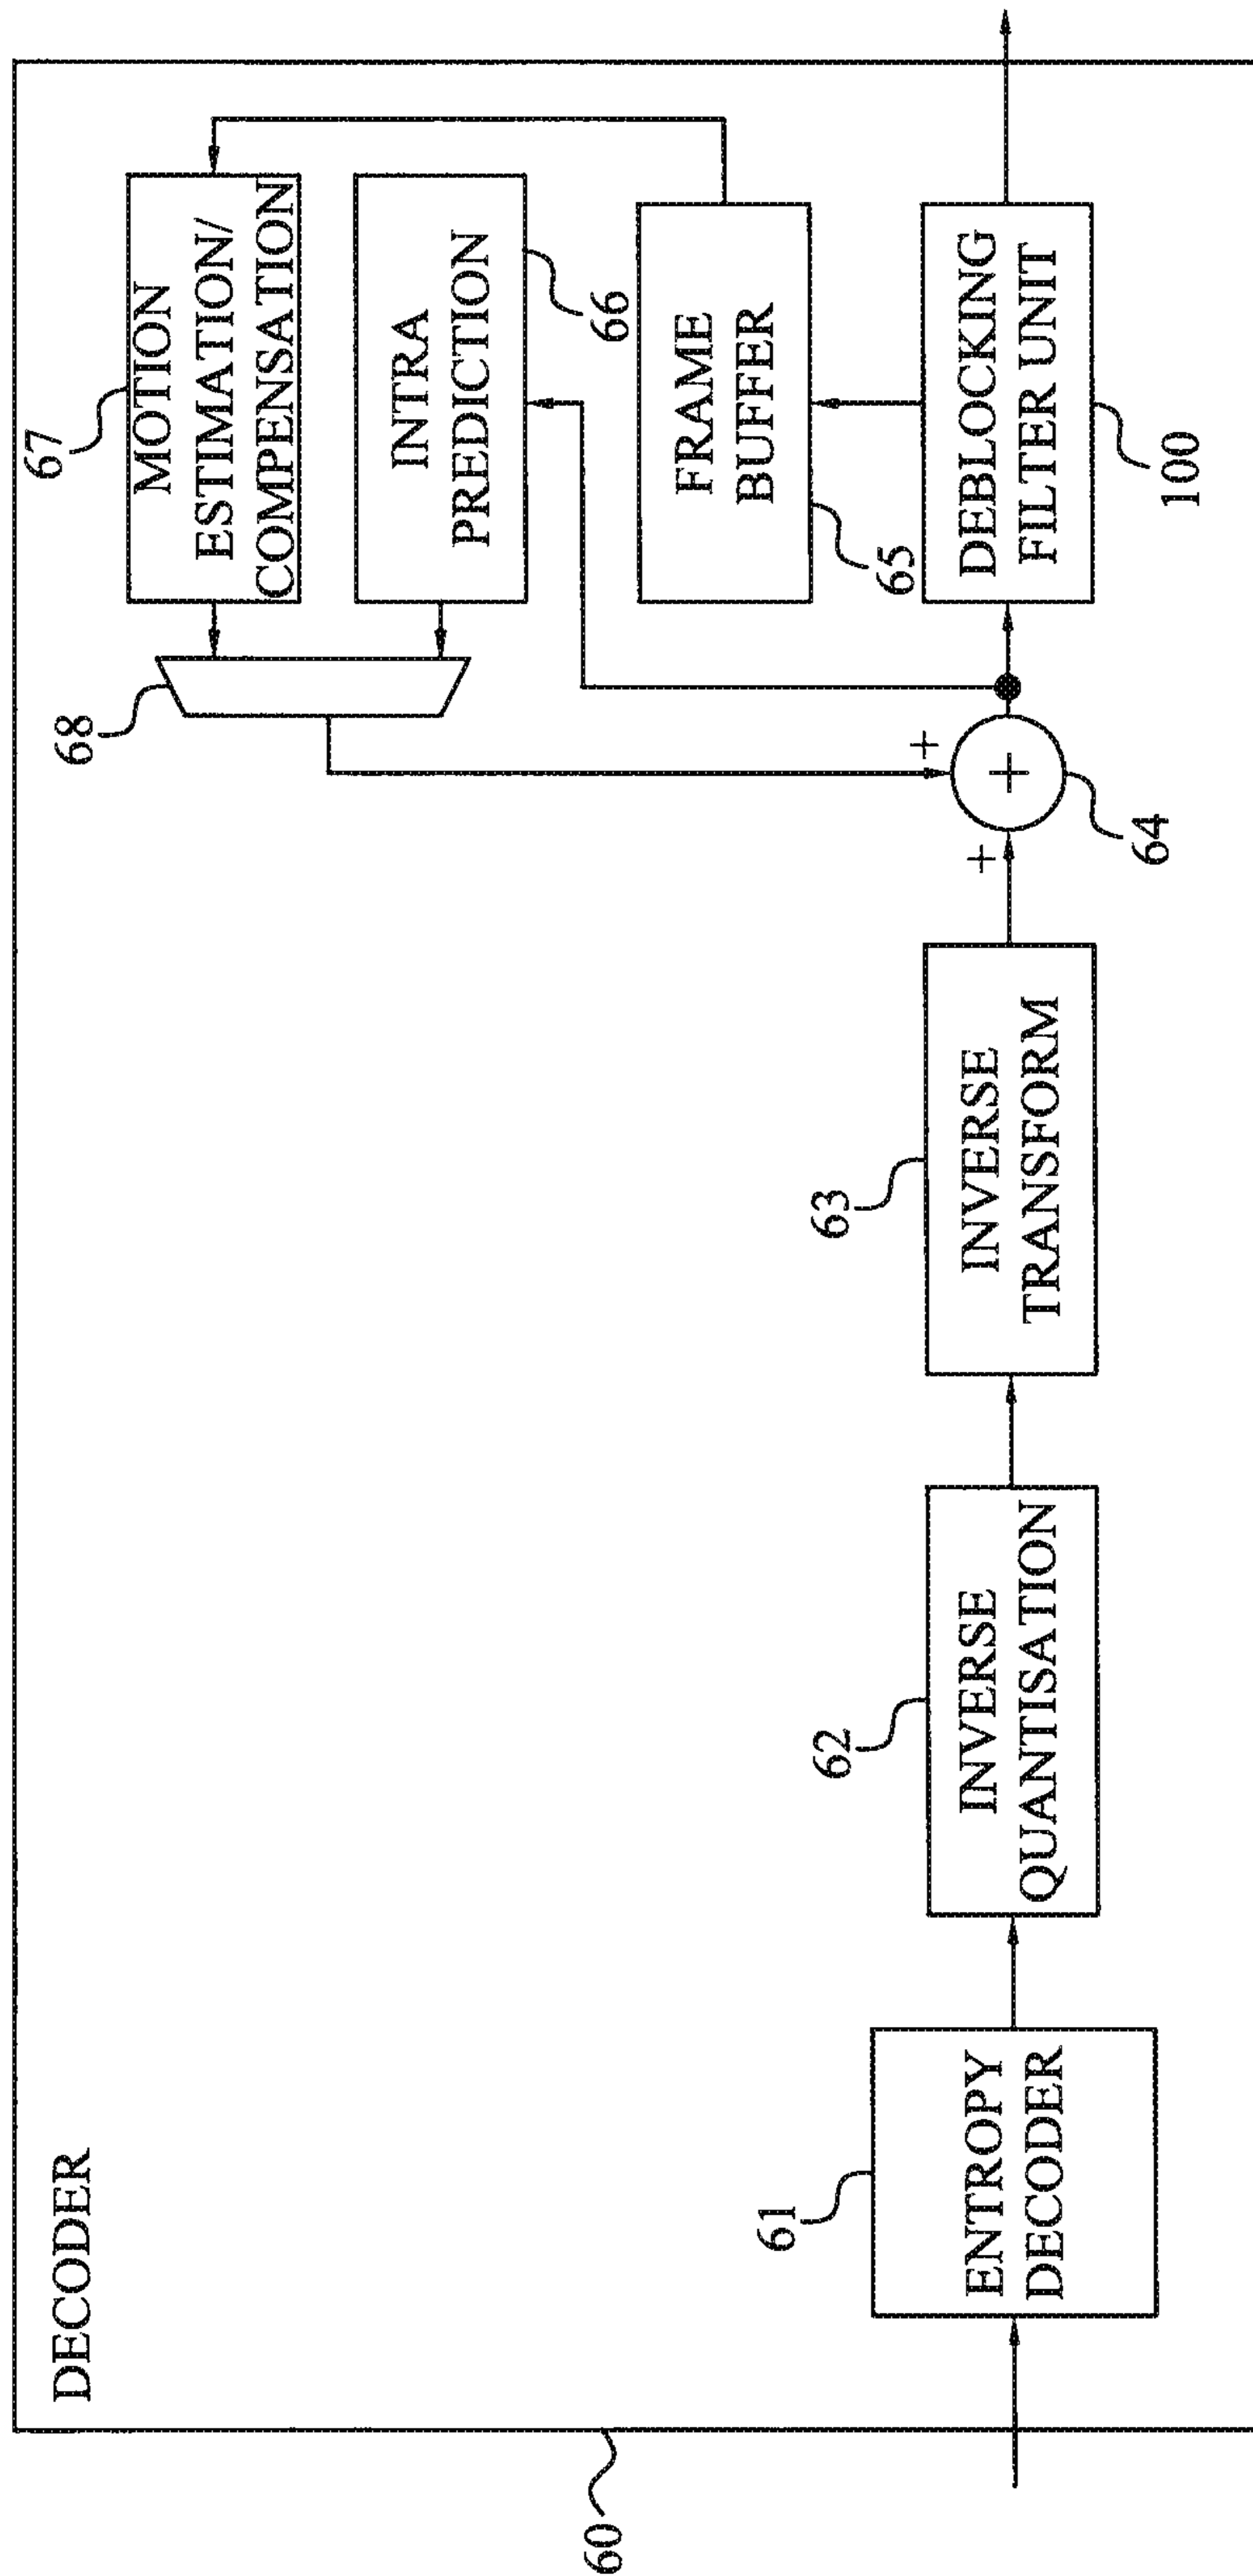 DECODER
60
61
ENTROPY
DECODER
62
INVERSE
QUANTISATION
63
INVERSE
TRANSFORM
+
+
+
64
68
67
MOTION
ESTIMATION/
COMPENSATION
INTRA
PREDICTION
66
FRAME
BUFFER
65
DEBLOCKING
FILTER UNIT
100